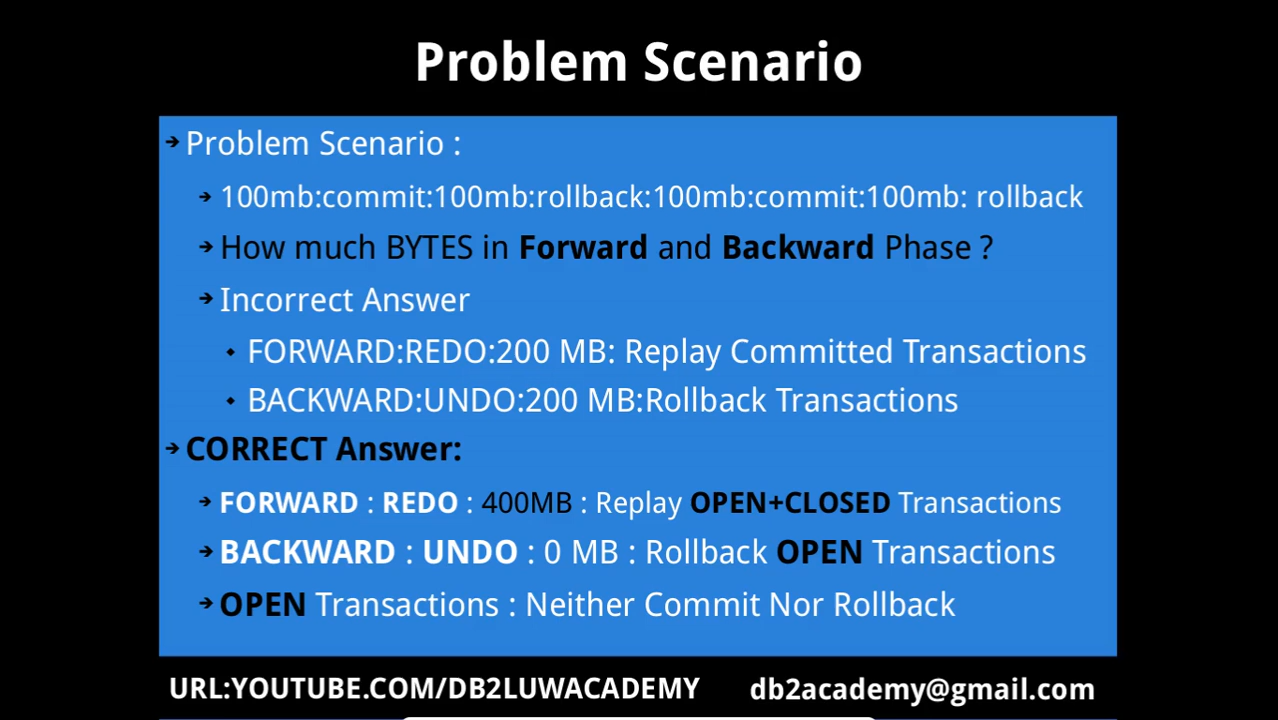 Problem Scenario
Problem Scenario :
100mb:commit:100mb:rollback:100mb:commit:100mb: rollback
How much BYTES in Forward and Backward Phase ?
Incorrect Answer
FORWARD:REDO:200 MB: Replay Committed Transactions
BACKWARD:UNDO:200 MB:Rollback Transactions
CORRECT Answer:
FORWARD : REDO : 400MB : Replay OPEN+CLOSED Transactions
BACKWARD : UNDO : 0 MB : Rollback OPEN Transactions
OPEN Transactions : Neither Commit Nor Rollback
URL:YOUTUBE.COM/DB2LUWACADEMY db2academy@gmail.com